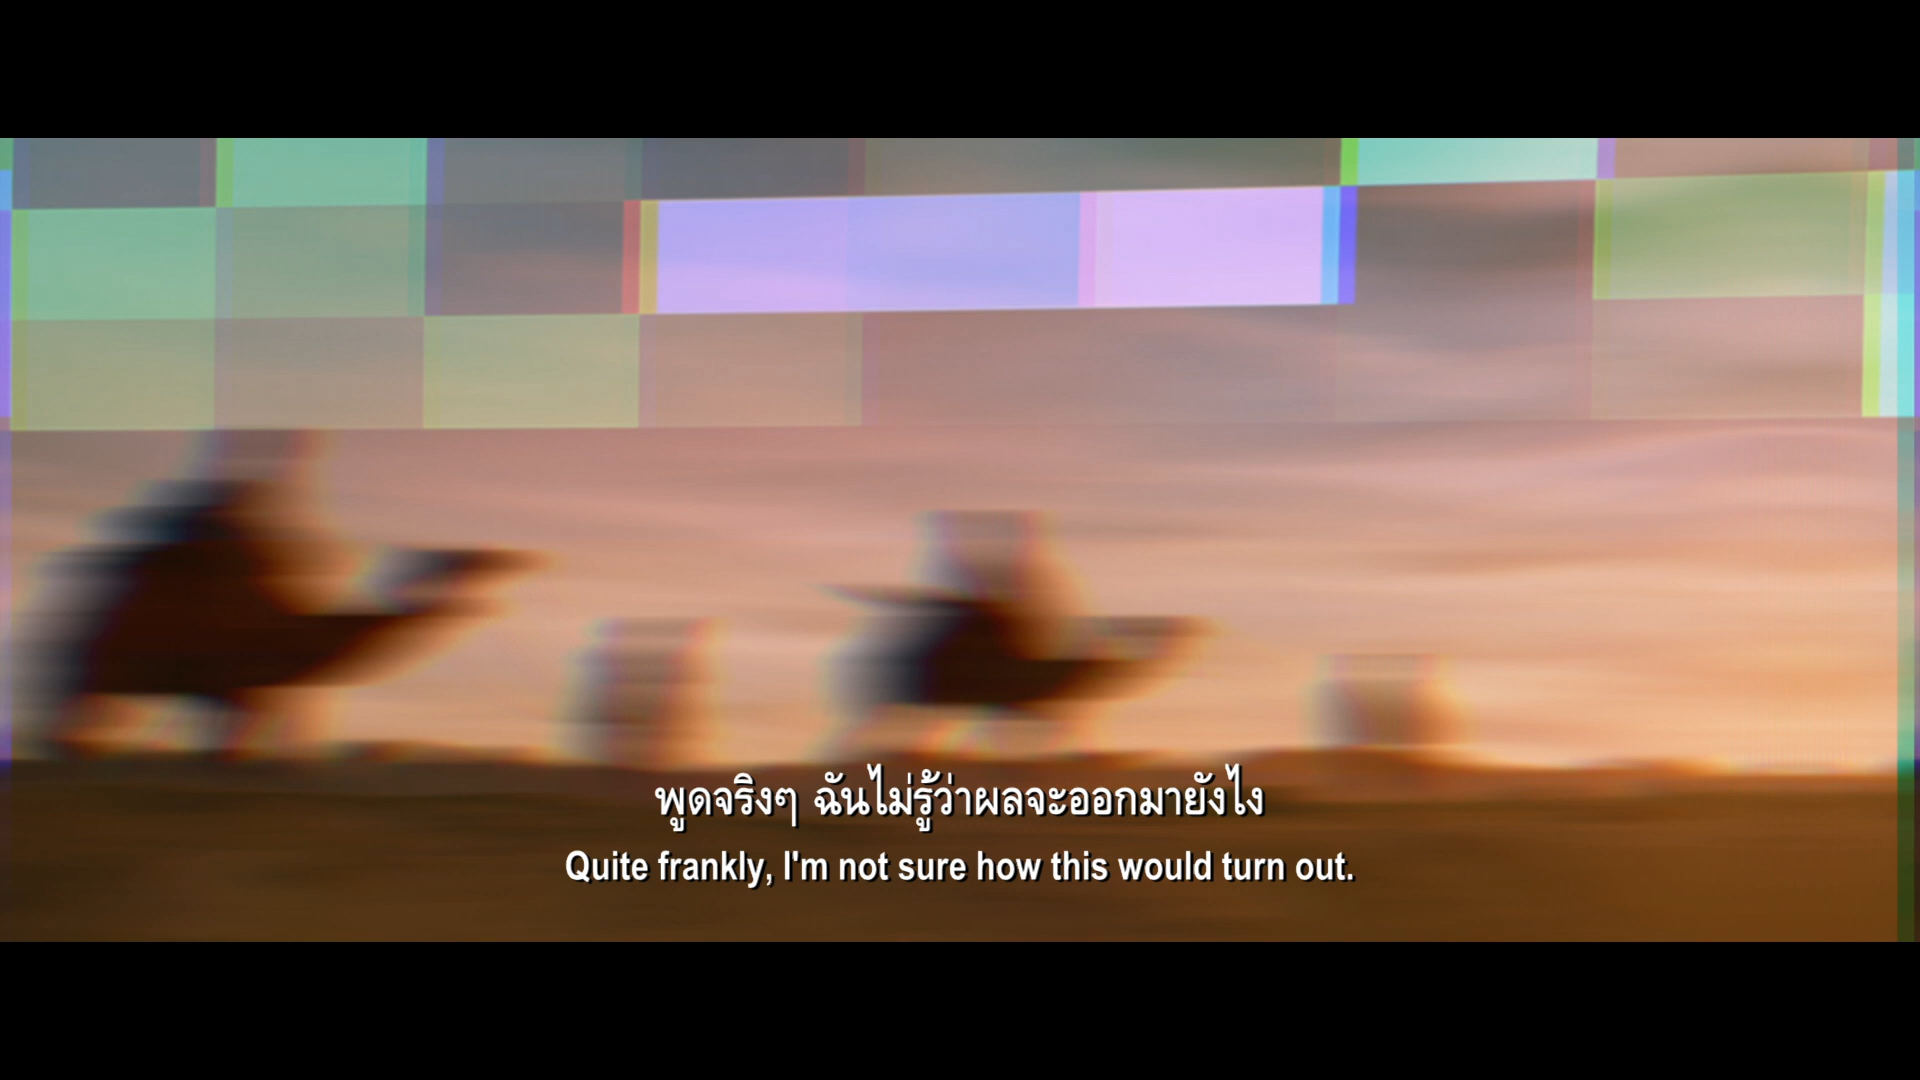 พูดจริงๆ ฉันไม่รู้ว่าผลจะออกมายังไง
Quite frankly, I'm not sure how this would turn out.